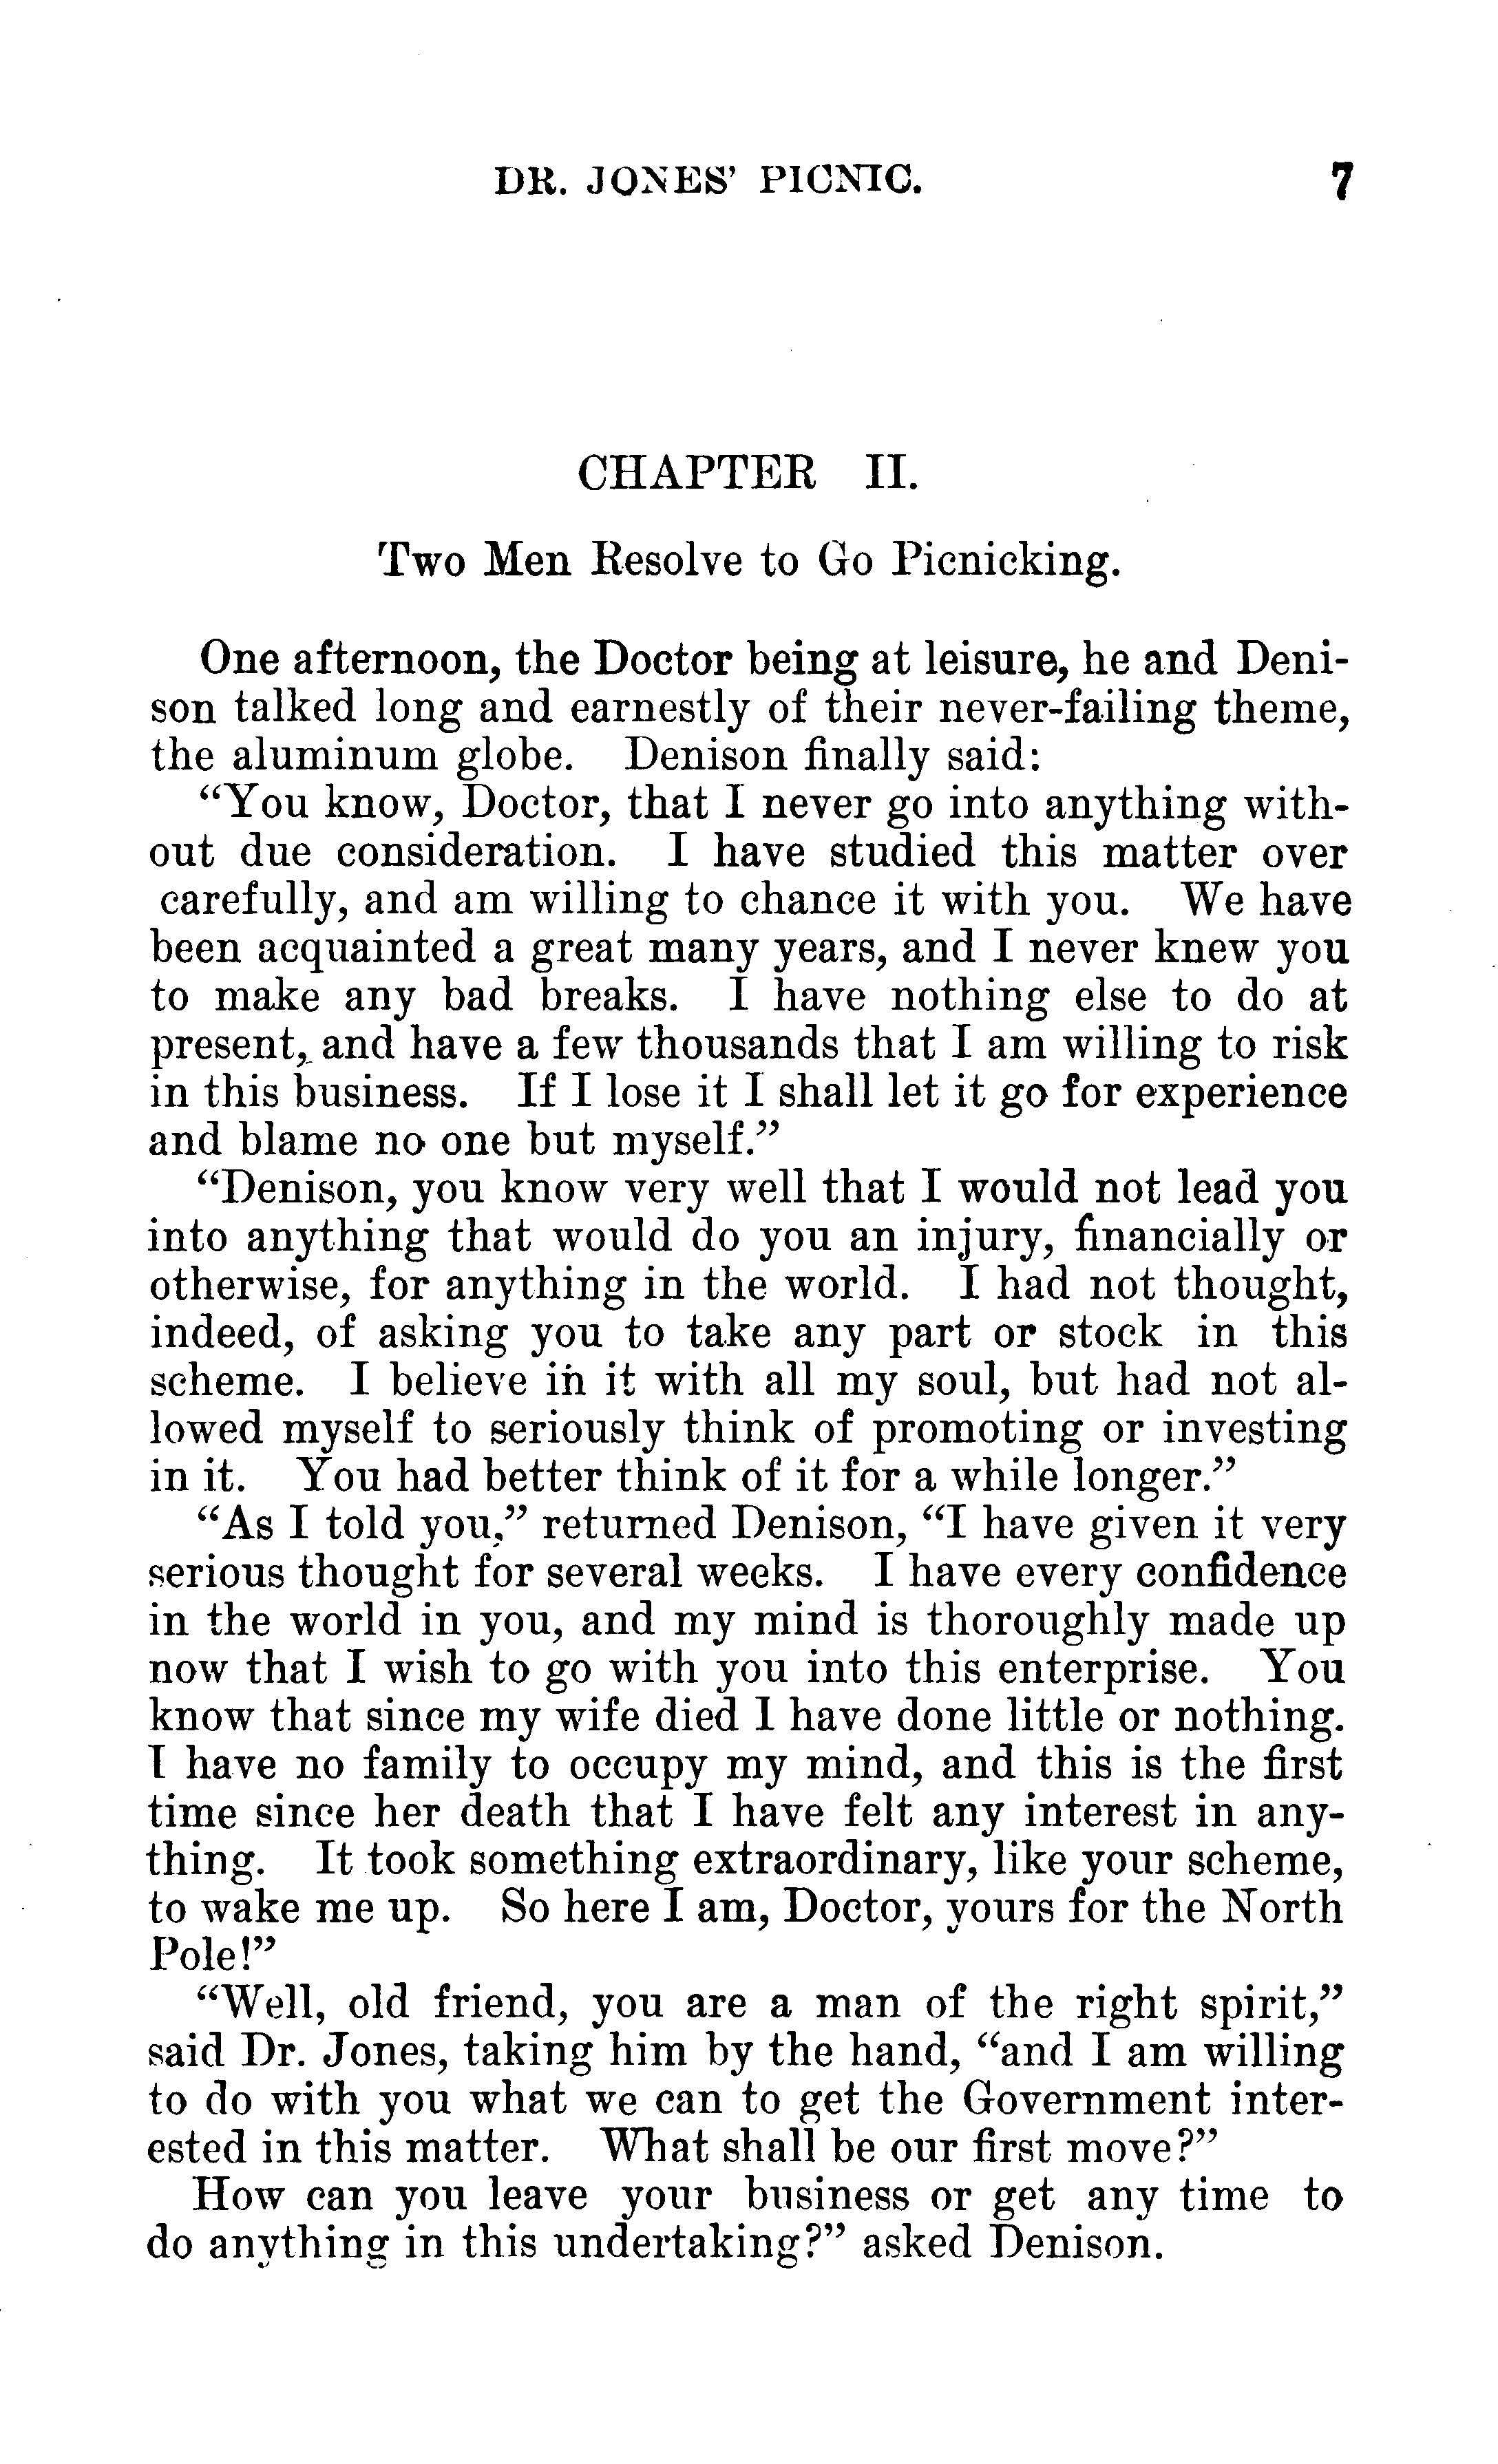 DR. JONES' PICNIC. 7
CHAPTER II.
Two Men Resolve to Go Picnicking.
One afternoon, the Doctor being at leisure, he and Deni-
son talked long and earnestly of their never-failing theme,
the aluminum globe. Denison finally said:
“You know, Doctor, that I never go into anything with-
out due consideration. I have studied this matter over
carefully, and am willing to chance it with you. We have
been acquainted a great many years, and I never knew you
to make any bad breaks. I have nothing else to do at
present, and have a few thousands that I am willing to risk
in this business. If I lose it I shall let it go for experience
and blame no one but myself.”
“Denison, you know very well that I would not lead you
into anything that would do you an injury, financially or
otherwise, for anything in the world. I had not thought,
indeed, of asking you to take any part or stock in this
scheme. I believe in it with all my soul, but had not al-
lowed myself to seriously think of promoting or investing
in it. You had better think of it for a while longer.”
“As I told you,” returned Denison, “I have given it very
serious thought for several weeks. I have every confidence
in the world in you, and my mind is thoroughly made up
now that I wish to go with you into this enterprise. You
know that since my wife died I have done little or nothing.
I have no family to occupy my mind, and this is the first
time since her death that I have felt any interest in any-
thing. It took something extraordinary, like your scheme,
to wake me up. So here I am, Doctor, yours for the North
Pole!”
“Well, old friend, you are a man of the right spirit,”
said Dr. Jones, taking him by the hand, “and I am willing
to do with you what we can to get the Government inter-
ested in this matter. What shall be our first move?”
How can you leave your business or get any time to
do anything in this undertaking?” asked Denison.